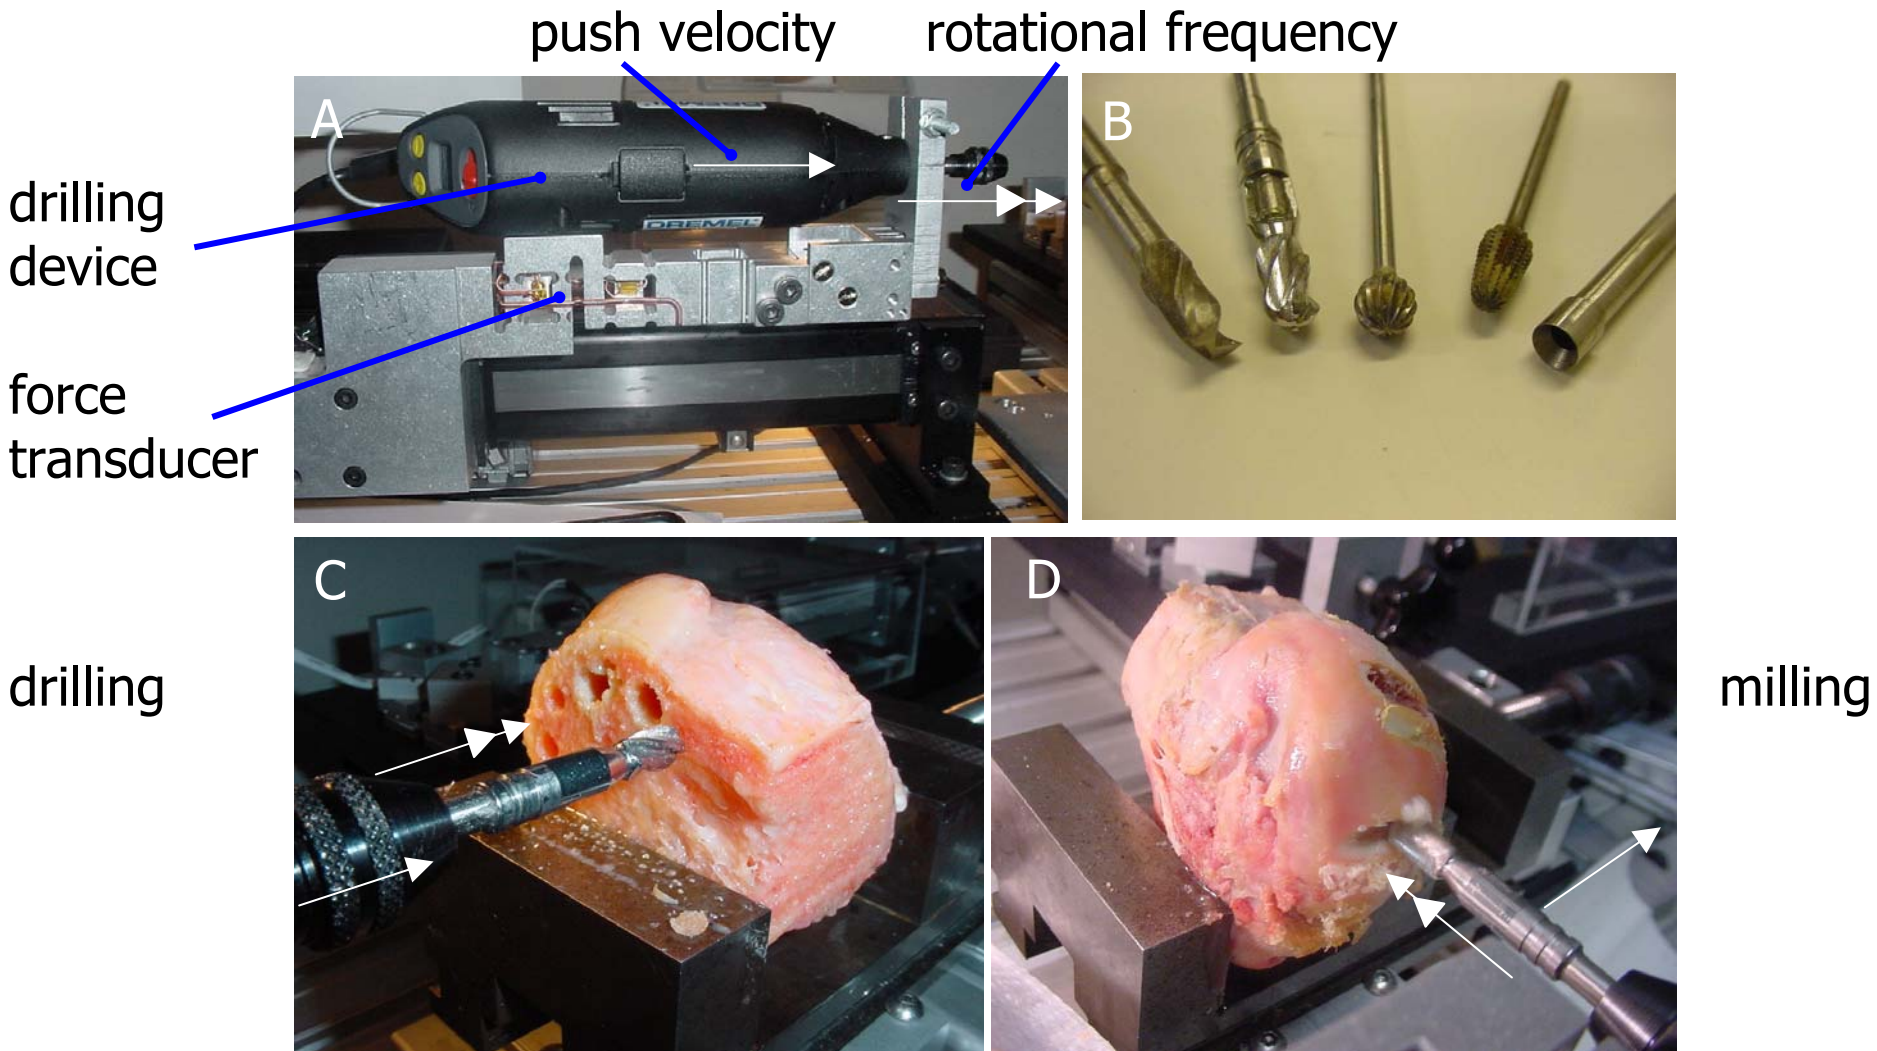 push velocity
rotational frequency
A
B
drilling
device
DREMEL
force
transducer
C
D
drilling
milling